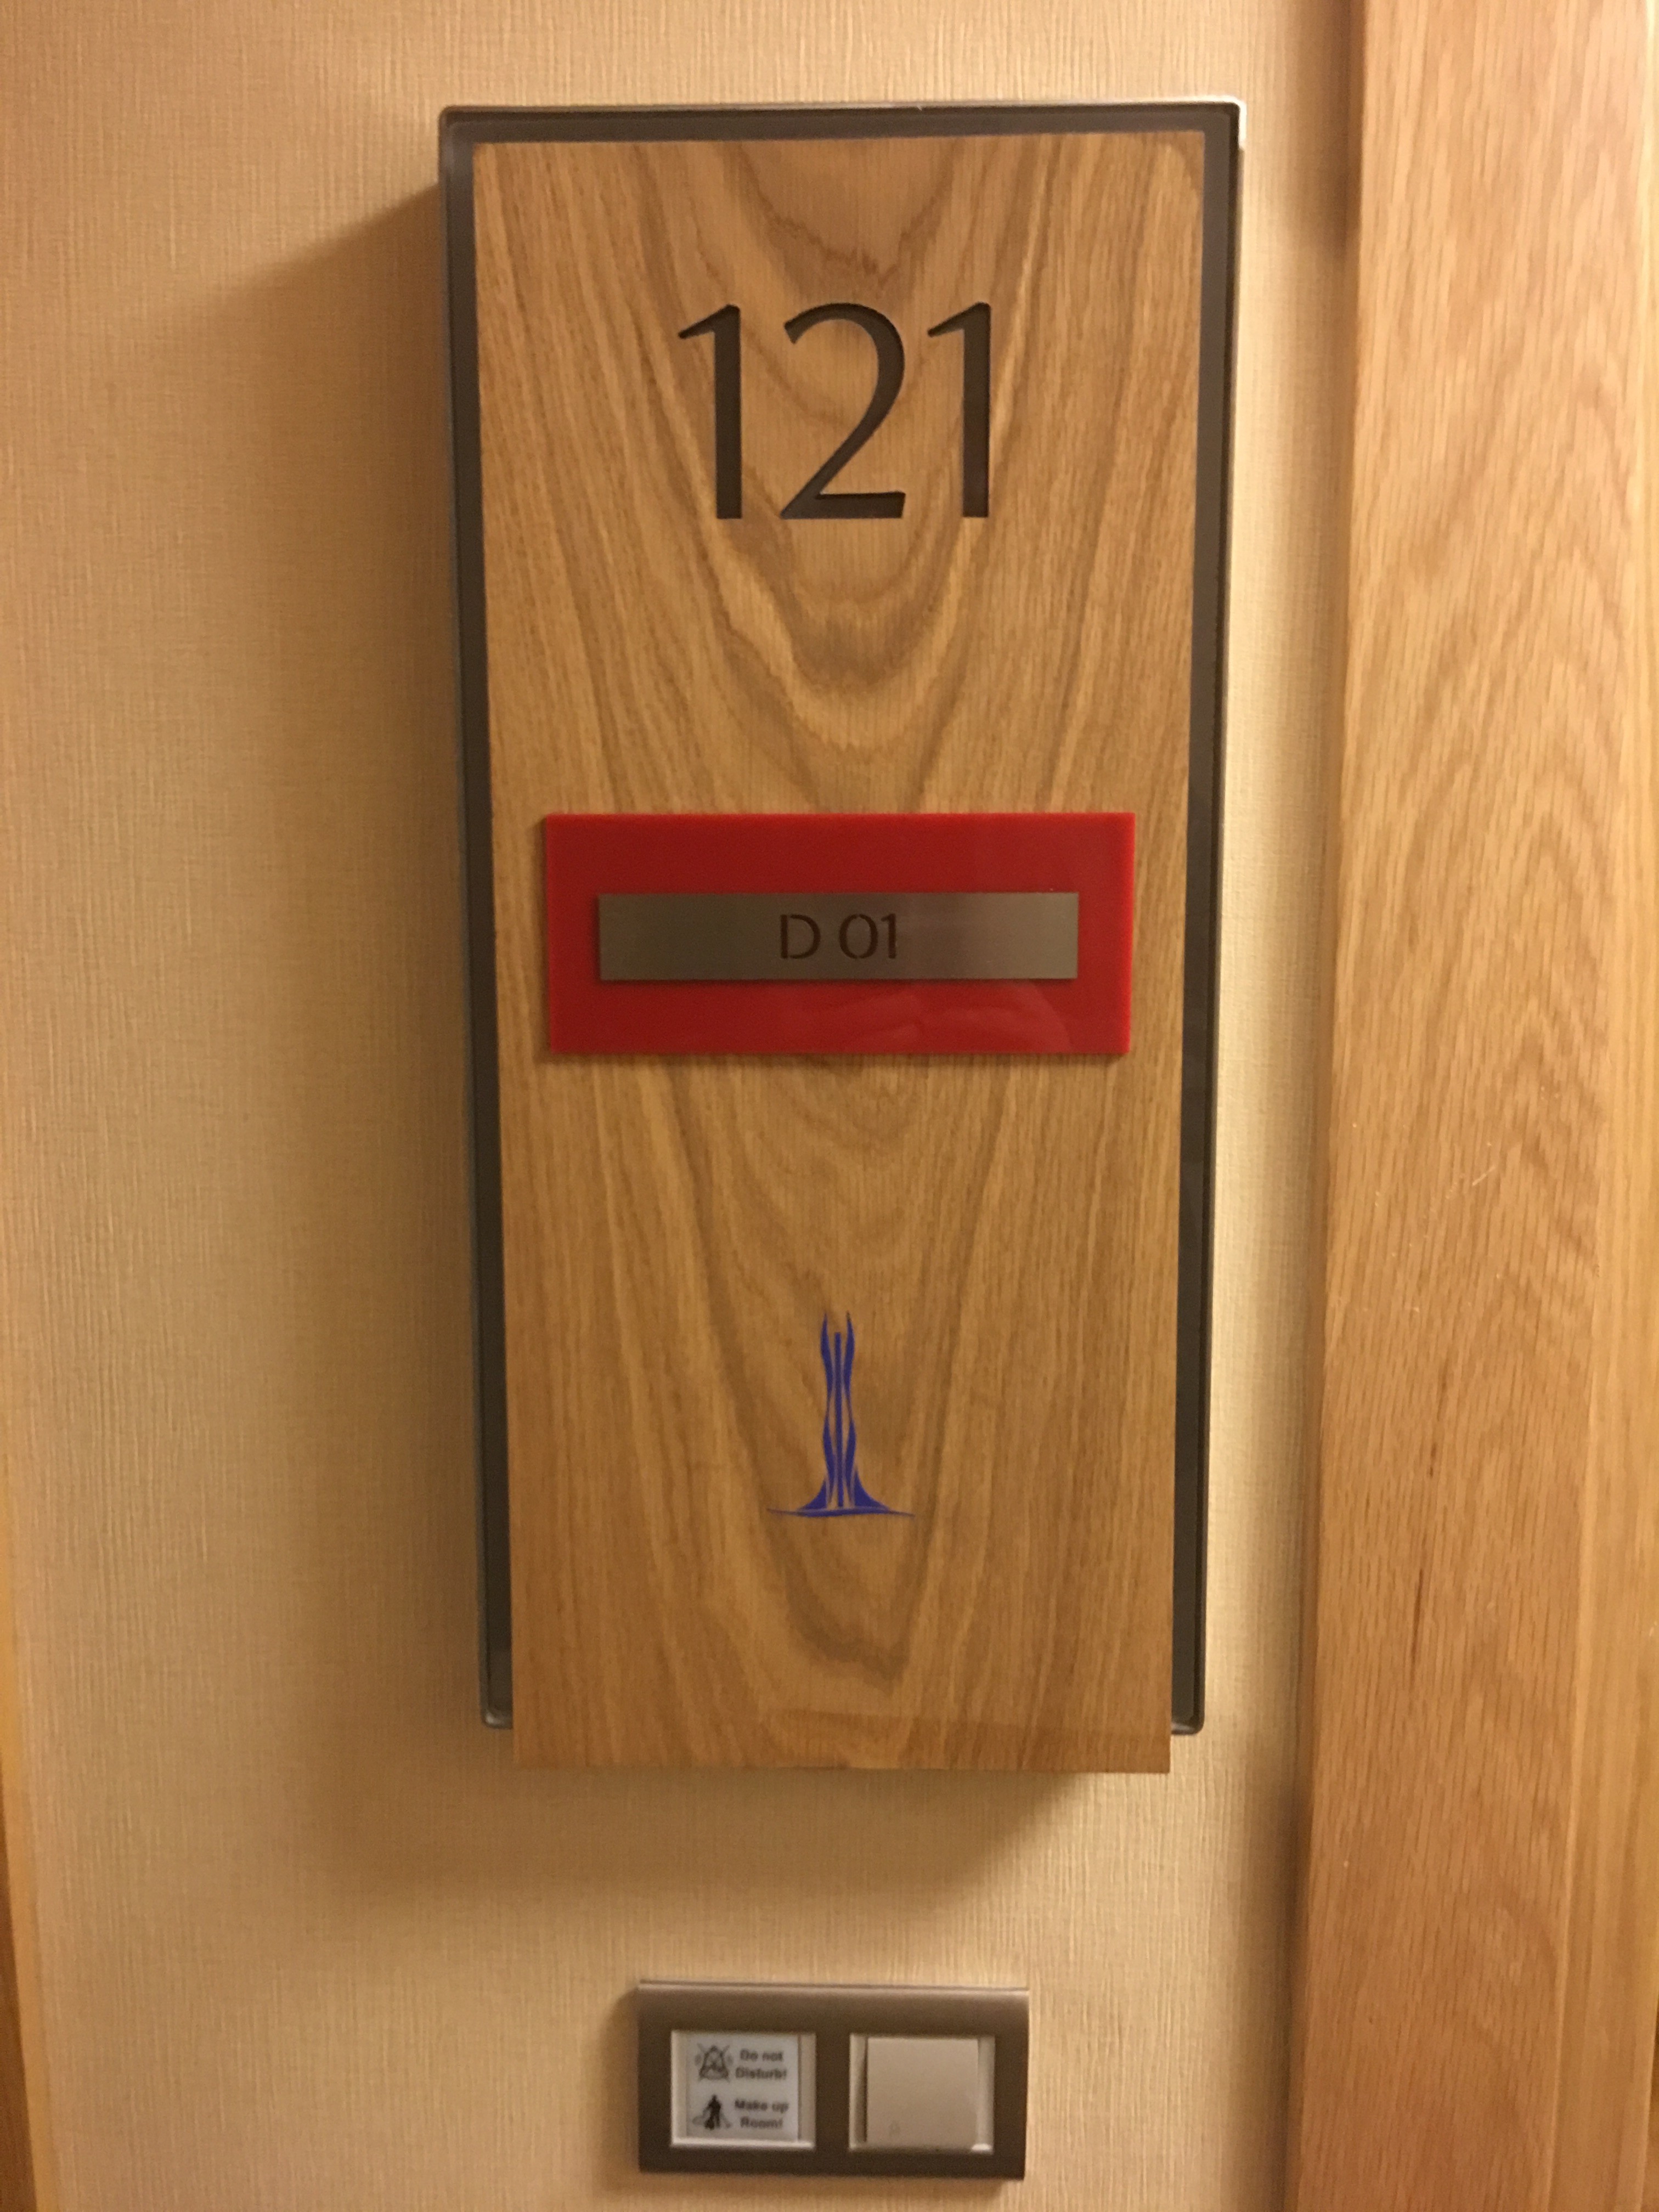 121
D 01
Do not
Disturb!
Make up
Room!